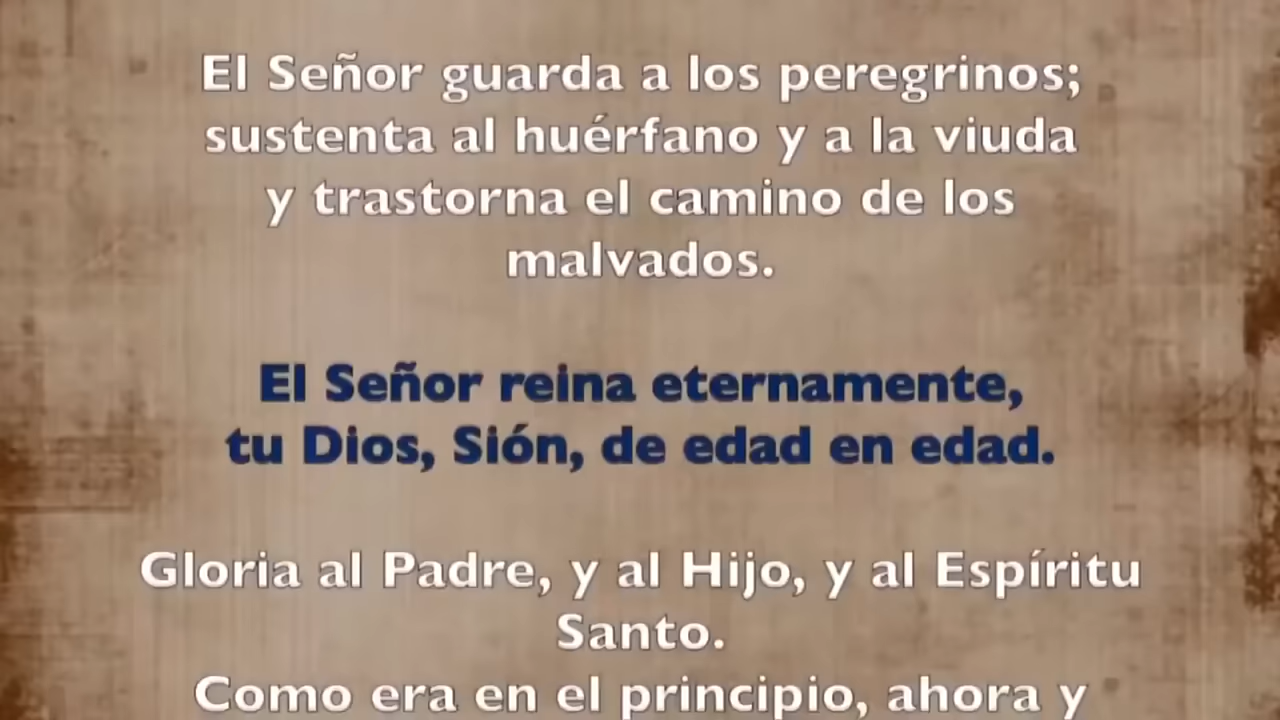 El Señor guarda a los peregrinos;
sustenta al huérfano y a la viuda
y trastorna el camino de los
malvados.
El Señor reina eternamente,
tu Dios, Sión, de edad en edad.
Gloria al Padre, y al Hijo, y al Espíritu
Santo.
Como era en el principio, ahora y